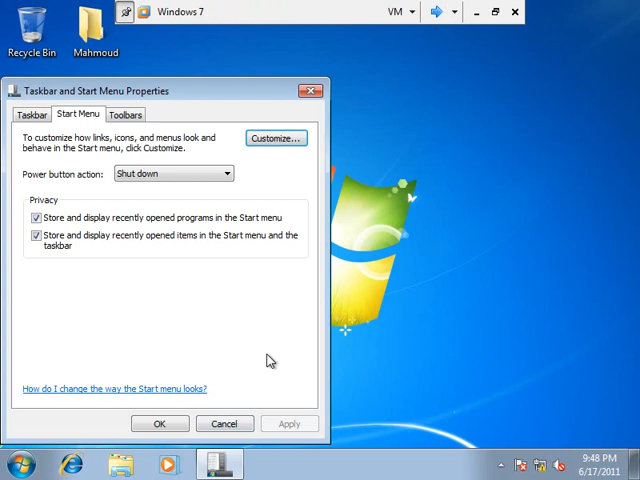 Windows 7
VM
Recycle Bin
Mahmoud
Taskbar and Start Menu Properties
Taskbar
Start Menu
Toolbars
To customize how links, icons, and menus look and
behave in the Start menu, click Customize.
Customize...
Power button action:
Shut down
Privacy
Store and display recently opened programs in the Start menu
Store and display recently opened items in the Start menu and the
taskbar
How do I change the way the Start menu looks?
OK
Cancel
Apply
9:48 PM
6/17/2011